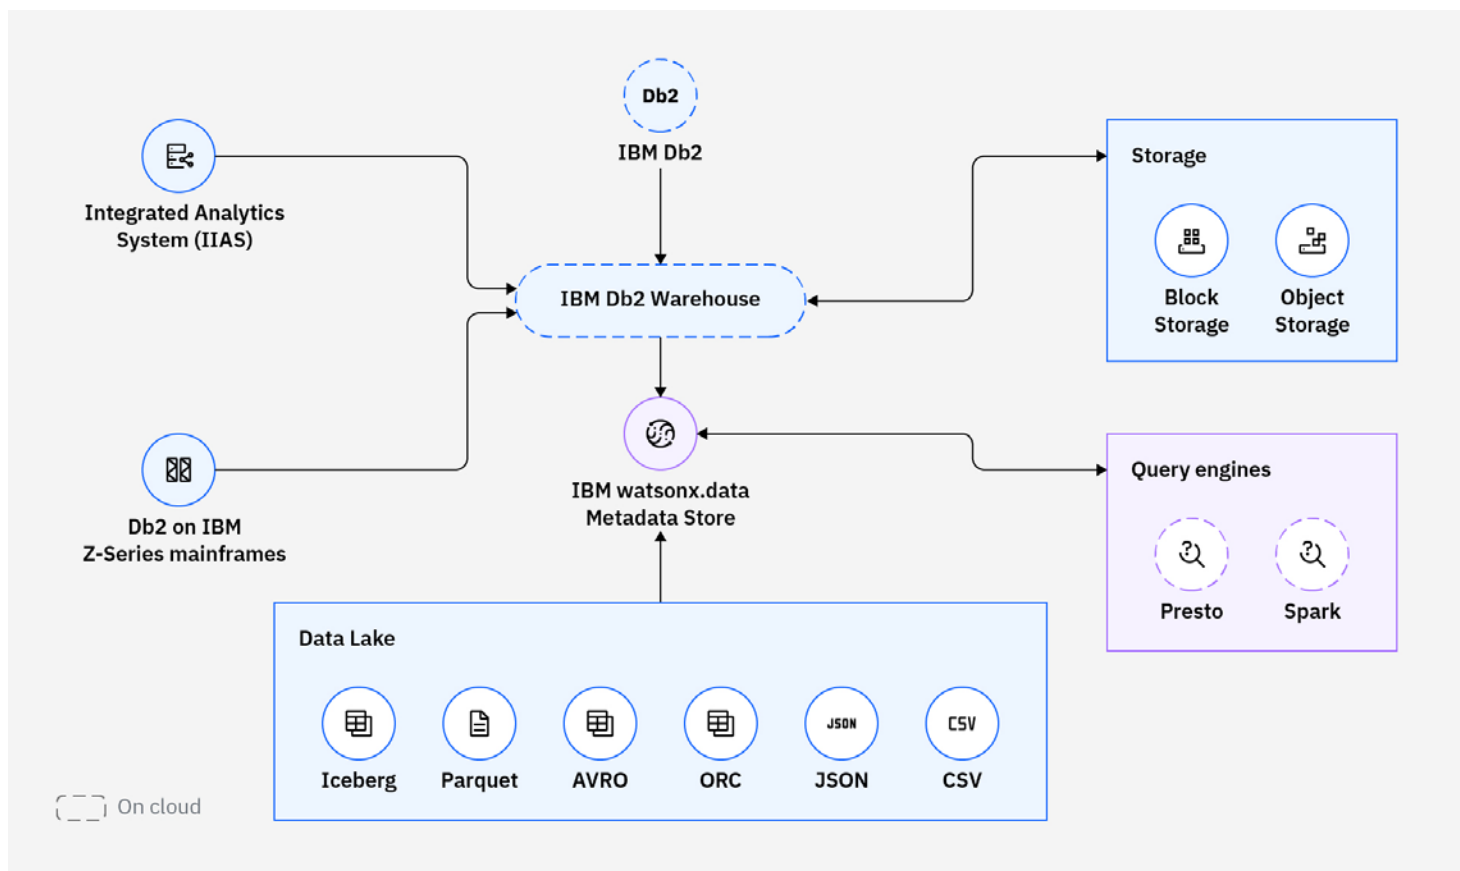 Db2
IBM Db2
Integrated Analytics
System (IIAS)
Storage
Block
Storage
Object
Storage
IBM Db2 Warehouse
Db2 on IBM
Z-Series mainframes
IBM watsonx.data
Metadata Store
Query engines
Presto
Spark
Data Lake
JSON
CSV
Iceberg
Parquet
AVRO
ORC
JSON
CSV
On cloud